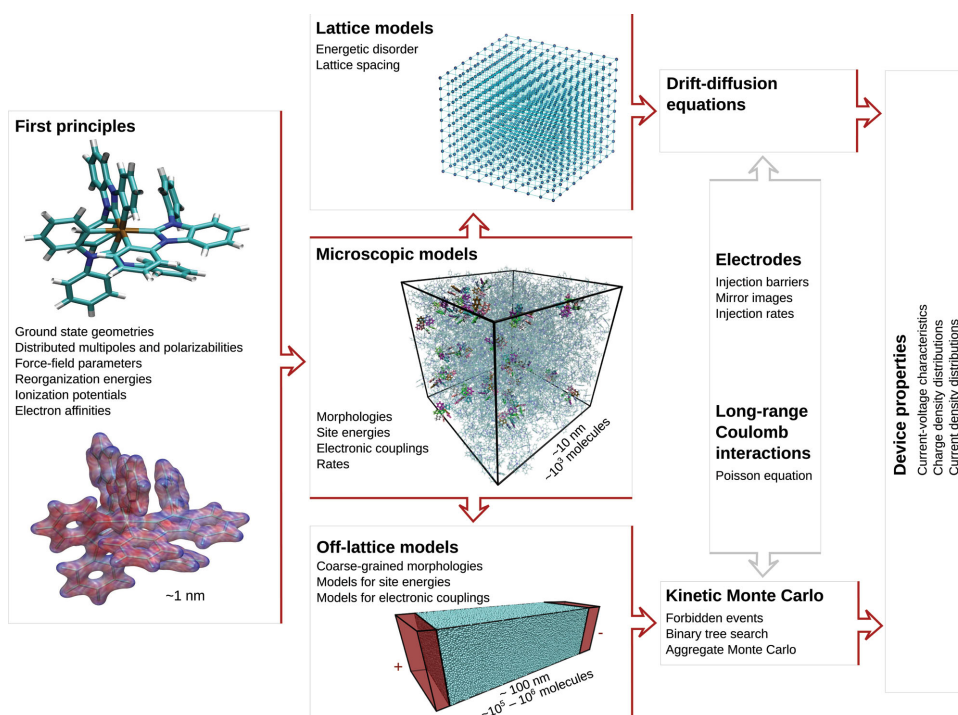 First principles
Ground state geometries
Distributed multipoles and polarizabilities
Force-field parameters
Reorganization energies
Ionization potentials
Electron affinities
~1 nm
Lattice models
Energetic disorder
Lattice spacing
Microscopic models
Morphologies
Site energies
Electronic couplings
Rates
~10 nm
~10³ molecules
Off-lattice models
Coarse-grained morphologies
Models for site energies
Models for electronic couplings
+
-
~ 100 nm
~10⁵ – 10⁶ molecules
Drift-diffusion
equations
Electrodes
Injection barriers
Mirror images
Injection rates
Long-range
Coulomb
interactions
Poisson equation
Kinetic Monte Carlo
Forbidden events
Binary tree search
Aggregate Monte Carlo
Device properties
Current-voltage characteristics
Charge density distributions
Current density distributions